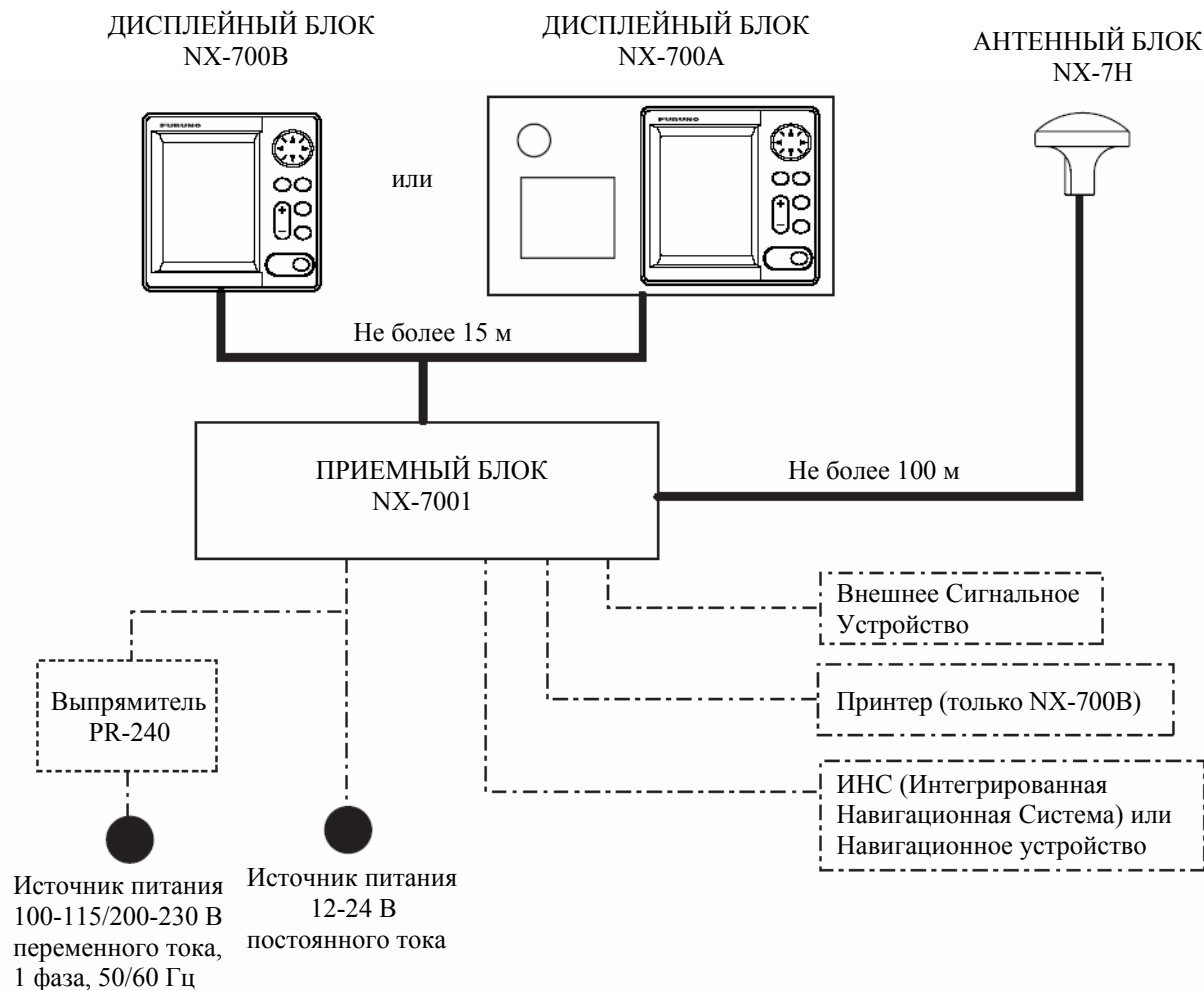 ДИСПЛЕЙНЫЙ БЛОК
NX-700B
ДИСПЛЕЙНЫЙ БЛОК
NX-700A
АНТЕННЫЙ БЛОК
NX-7H
FURUNO
FURUNO
или
+
-
+
-
Не более 15 м
ПРИЕМНЫЙ БЛОК
NX-7001
Не более 100 м
Внешнее Сигнальное
Устройство
Выпрямитель
PR-240
Принтер (только NX-700B)
ИНС (Интегрированная
Навигационная Система) или
Навигационное устройство
Источник питания
100-115/200-230 В
переменного тока,
1 фаза, 50/60 Гц
Источник питания
12-24 В
постоянного тока